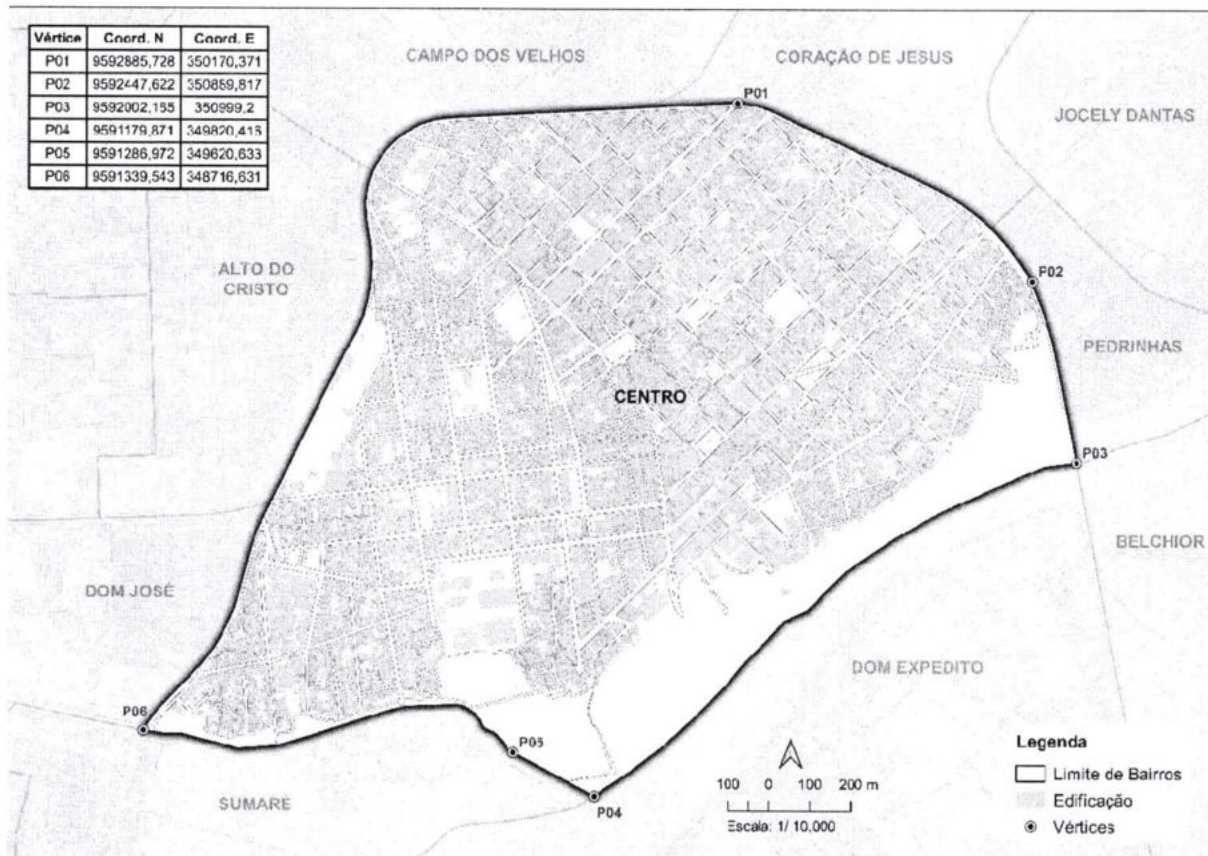 Vértice Coord. N Coord. E
P01 9592885,728 350170,371
P02 9592447,622 350889,817
P03 9592002,155 350999,2
P04 9591179,871 349820,415
P05 9591286,972 349620,633
P06 9591339,543 348716,631
CAMPO DOS VELHOS
CORAÇÃO DE JESUS
P01
JOCELY DANTAS
ALTO DO
CRISTO
P02
PEDRINHAS
CENTRO
P03
BELCHIOR
DOM JOSÉ
DOM EXPEDITO
P06
P05
SUMARÉ
P04
100 0 100 200 m
Escala: 1/ 10.000
Legenda
Limite de Bairros
Edificação
Vértices